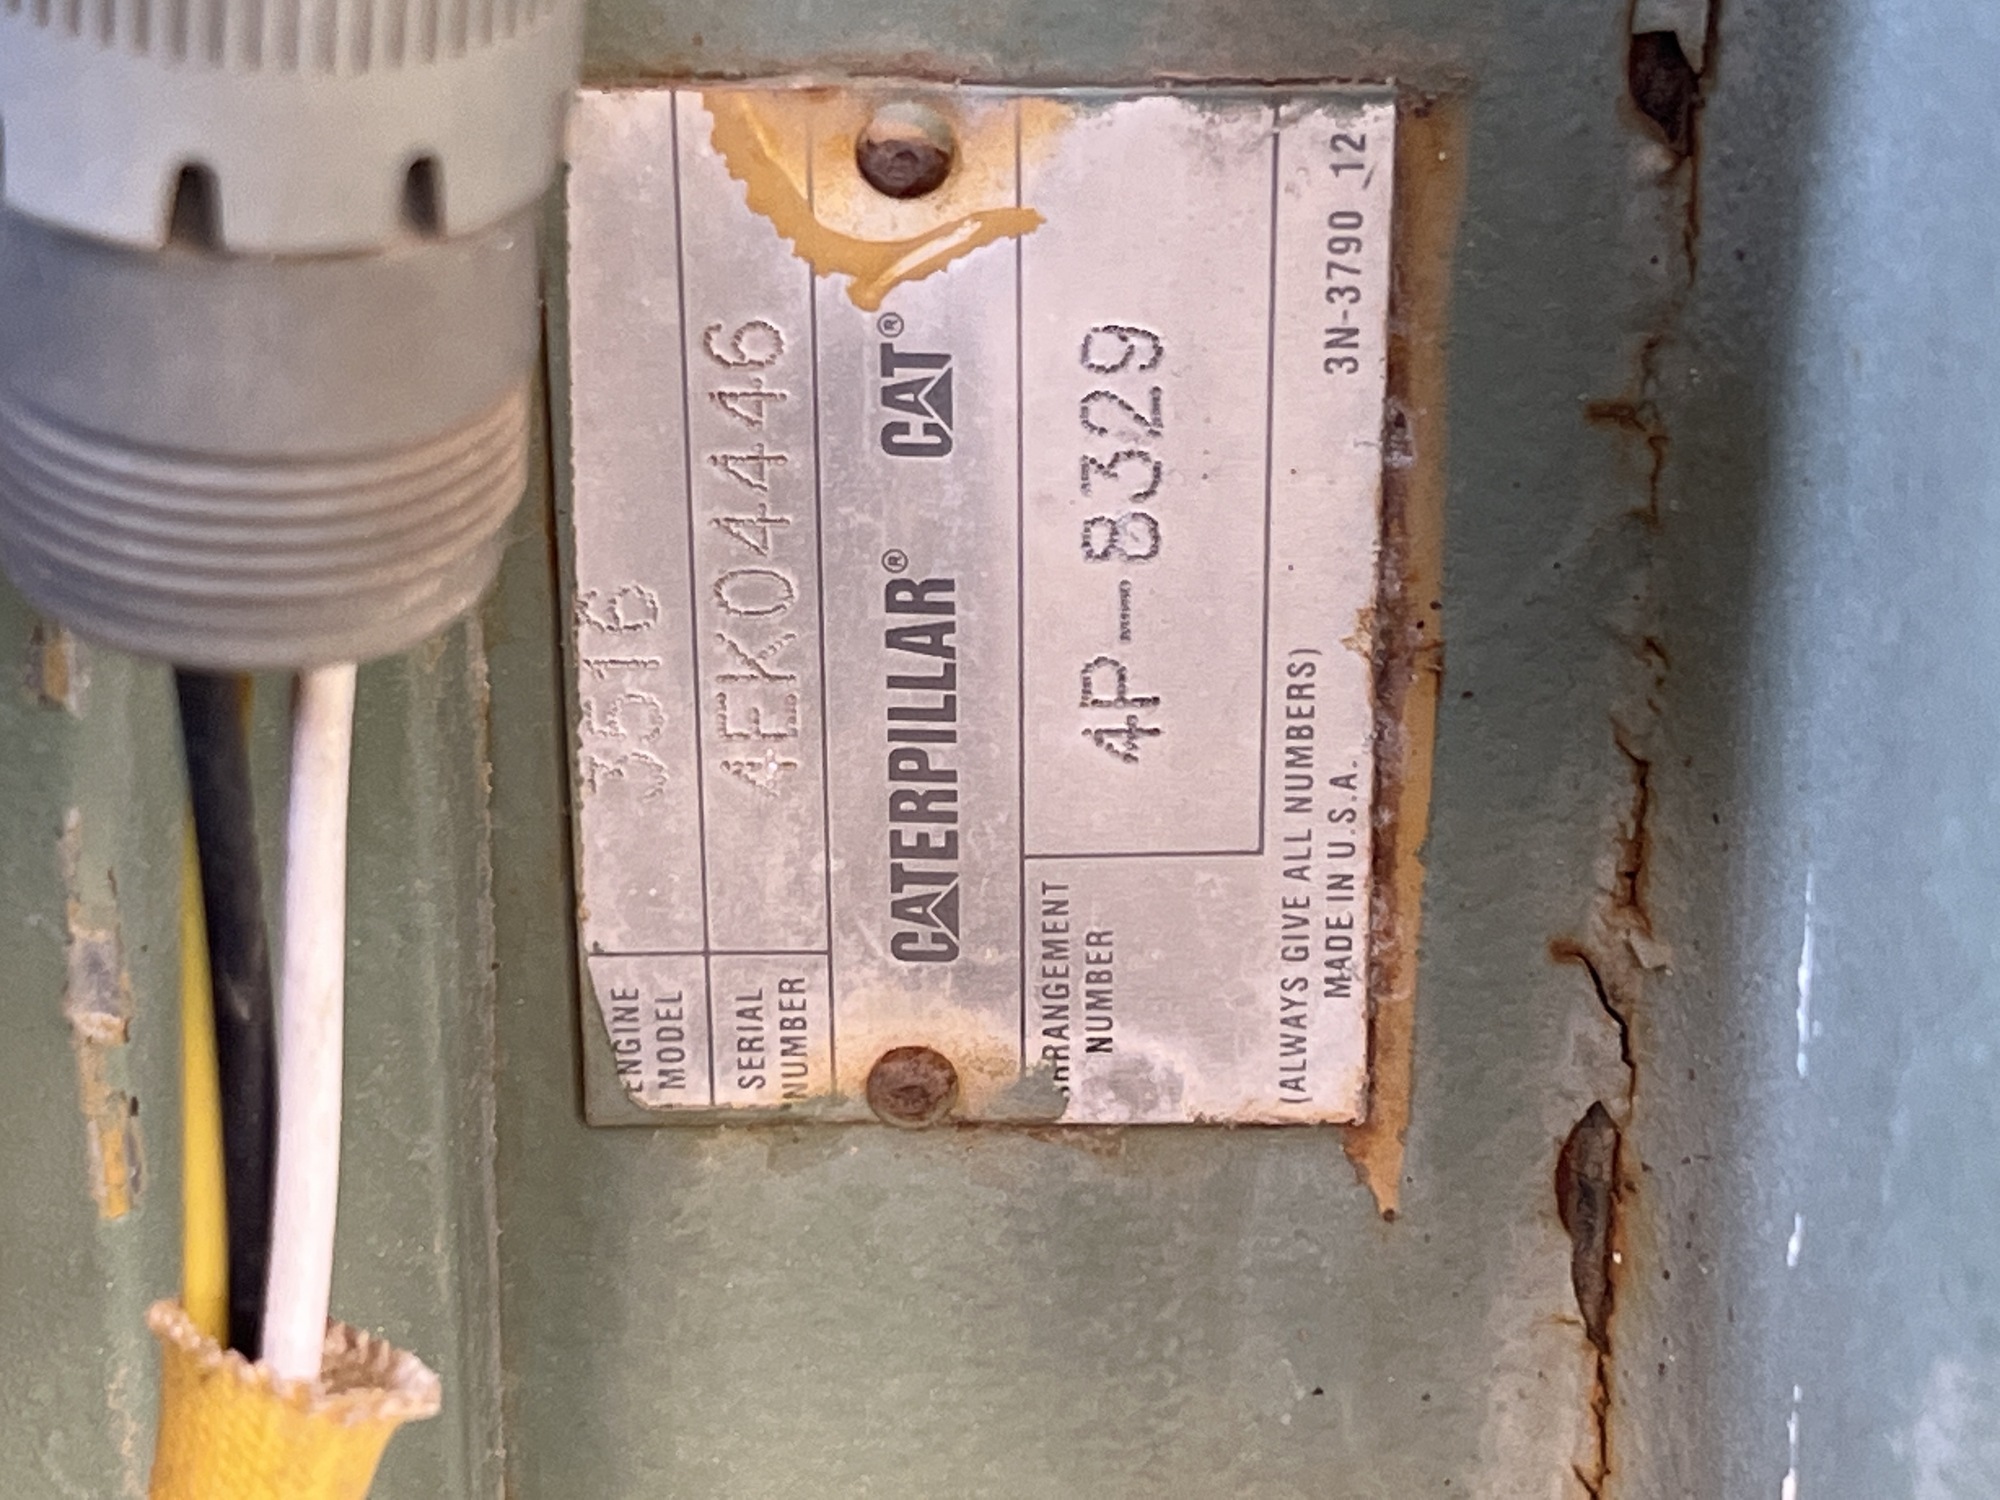 ENGINE
MODEL
3516
SERIAL
NUMBER
4EK04446
CATERPILLAR® CAT®
ARRANGEMENT
NUMBER
4P-8329
(ALWAYS GIVE ALL NUMBERS)
MADE IN U.S.A.
3N-3790 12